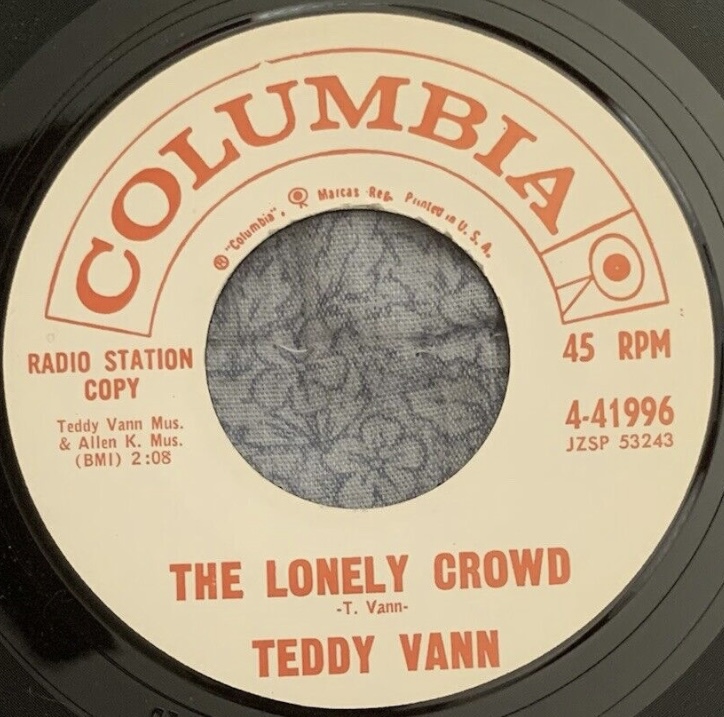 COLUMBIA
Ⓡ "Columbia", Marcas Reg. Printed in U. S. A.
RADIO STATION
COPY
Teddy Vann Mus.
& Allen K. Mus.
(BMI) 2:08
45 RPM
4-41996
JZSP 53243
THE LONELY CROWD
-T. Vann-
TEDDY VANN